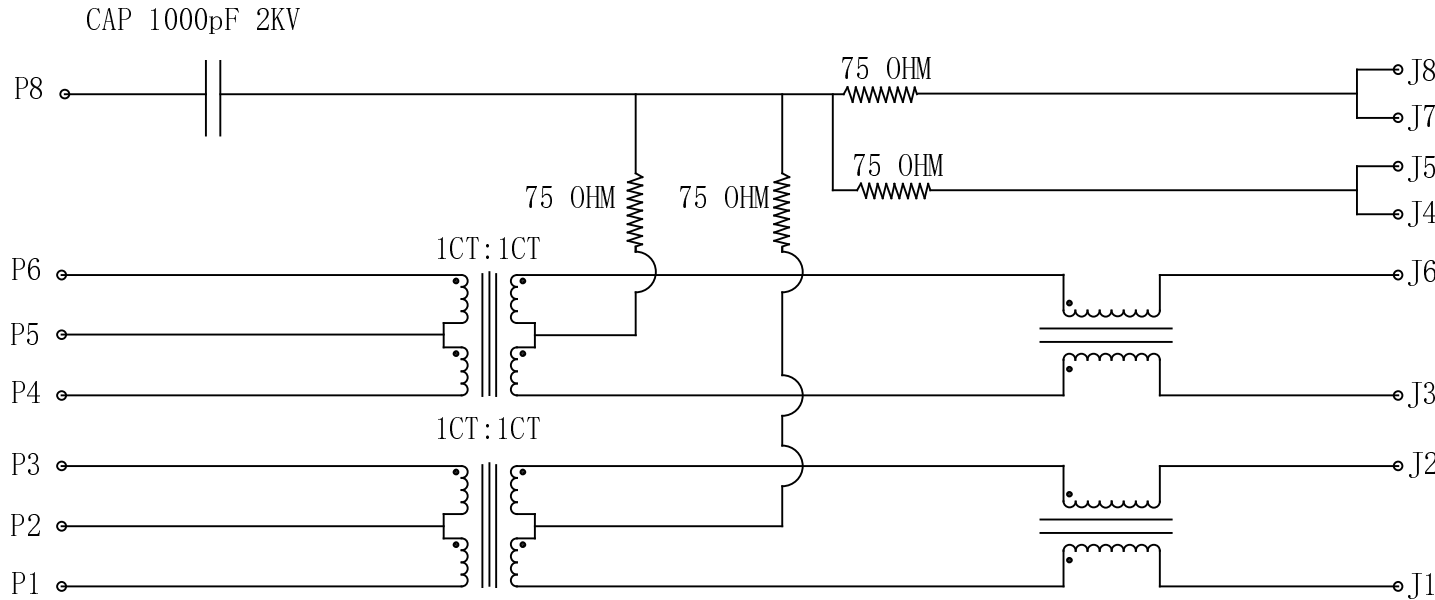 CAP 1000pF 2KV
75 OHM
J8
P8
J7
75 OHM
J5
75 OHM
75 OHM
J4
1CT:1CT
P6
J6
P5
P4
J3
1CT:1CT
P3
J2
P2
P1
J1